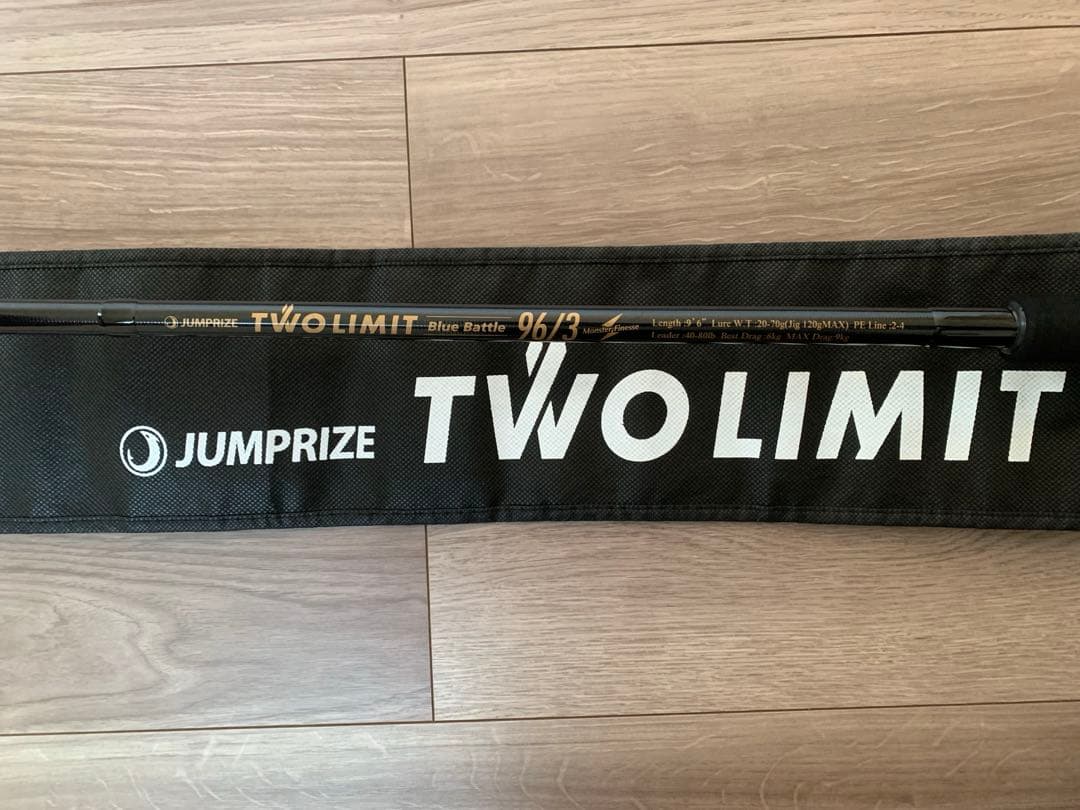 JUMPRIZE TWO LIMIT Blue Battle 96/3 Monster Finesse Length :9'6" Lure W.T :20-70g(Jig 120gMAX) PE Line :2-4
Leader :40-80lb Best Drag :6kg MAX Drag:9kg
JUMPRIZE TWO LIMIT